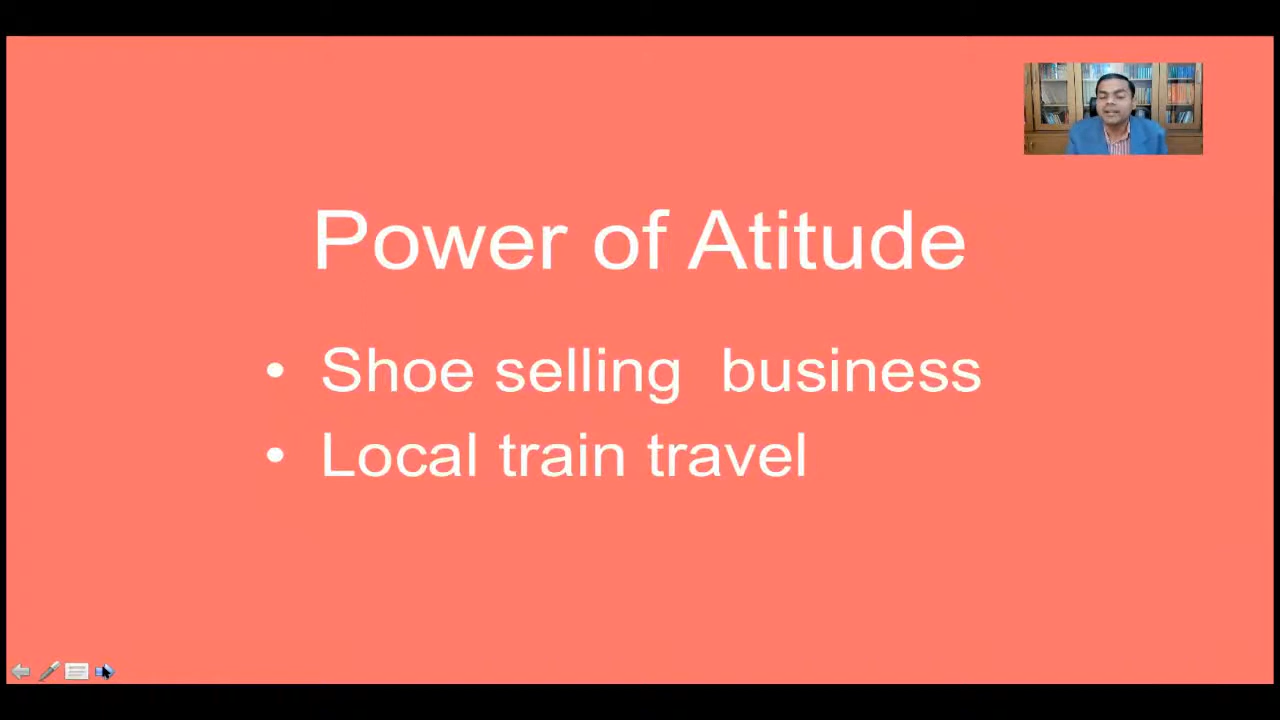 Power of Atitude
• Shoe selling  business
• Local train travel